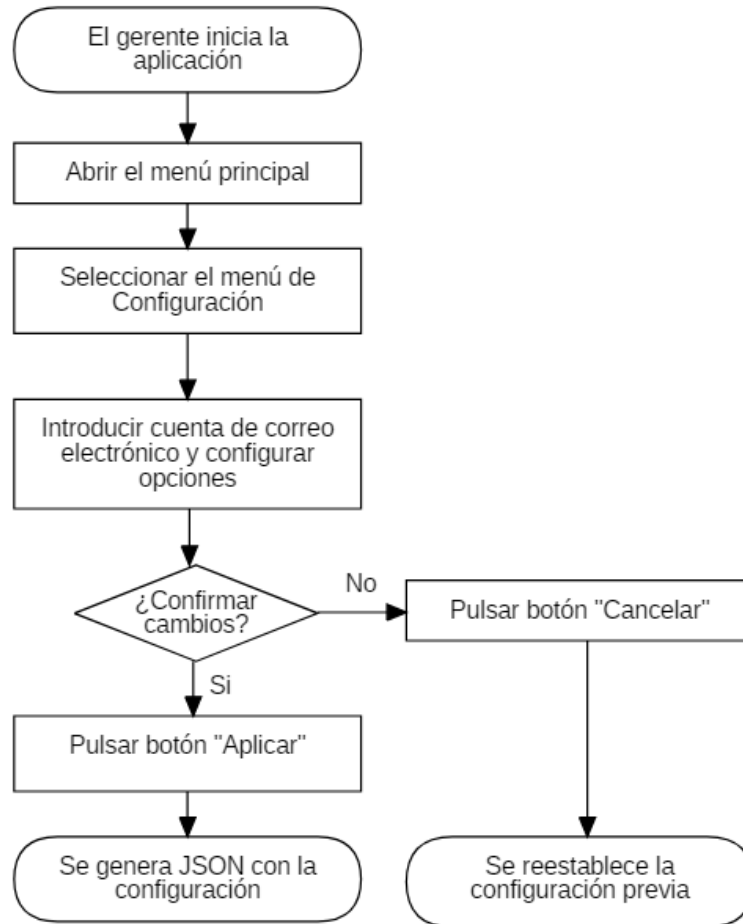 El gerente inicia la
aplicación
Abrir el menú principal
Seleccionar el menú de
Configuración
Introducir cuenta de correo
electrónico y configurar
opciones
¿Confirmar
cambios?
No
Pulsar botón "Cancelar"
Si
Pulsar botón "Aplicar"
Se genera JSON con la
configuración
Se reestablece la
configuración previa